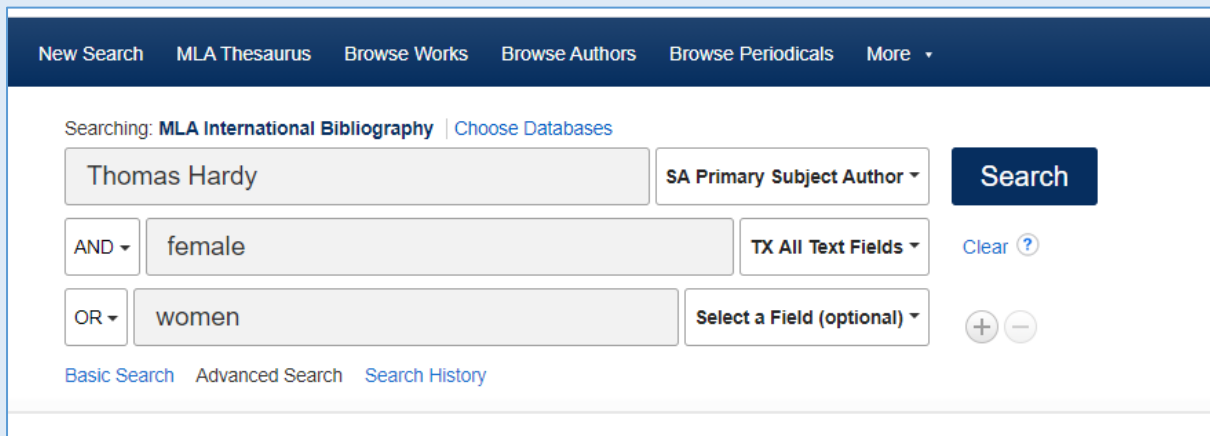 New Search MLA Thesaurus Browse Works Browse Authors Browse Periodicals More
Searching: MLA International Bibliography Choose Databases
Thomas Hardy SA Primary Subject Author Search
AND female TX All Text Fields Clear ?
OR women Select a Field (optional) + −
Basic Search Advanced Search Search History